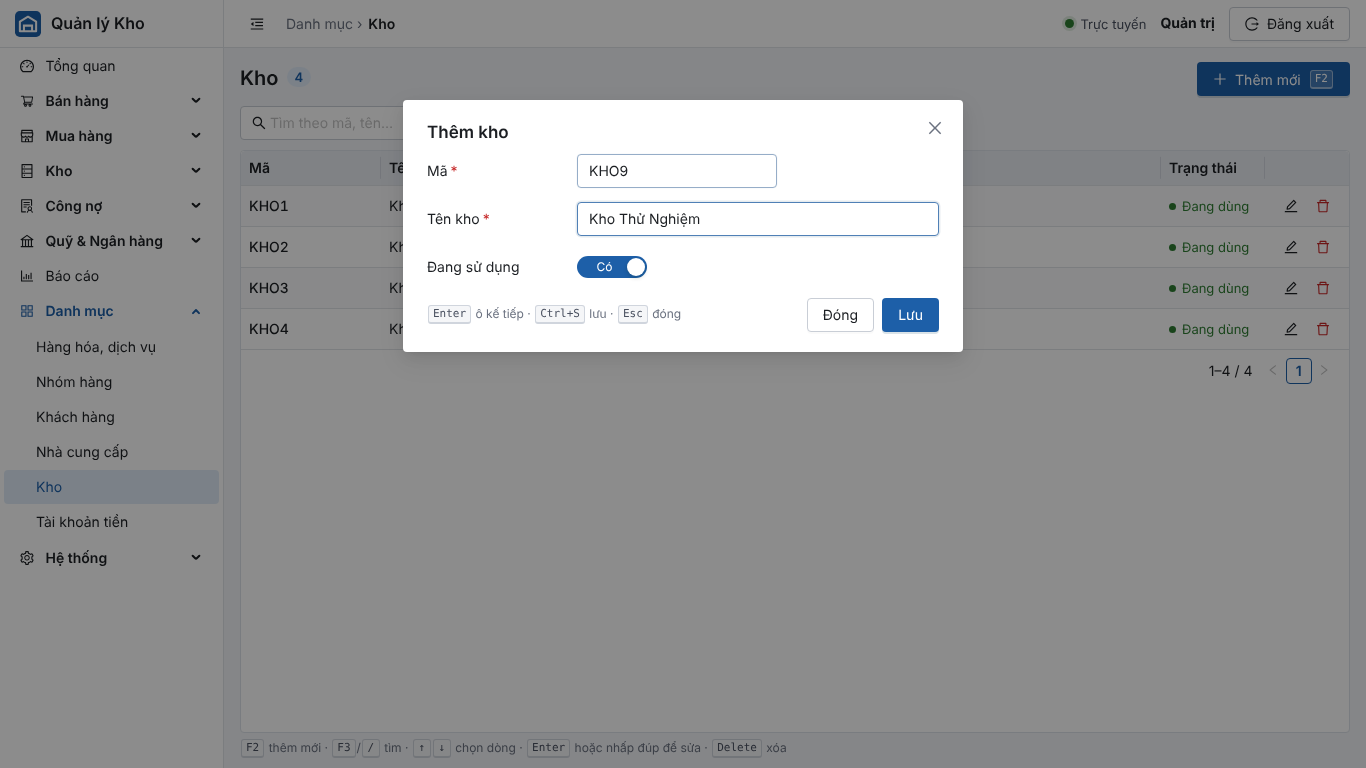 Quản lý Kho
Danh mục › Kho
Trực tuyến
Quản trị
Đăng xuất
Tổng quan
Bán hàng
Mua hàng
Kho
Công nợ
Quỹ & Ngân hàng
Báo cáo
Danh mục
Hàng hóa, dịch vụ
Nhóm hàng
Khách hàng
Nhà cung cấp
Kho
Tài khoản tiền
Hệ thống
Kho 4
Thêm mới F2
Tìm theo mã, tên...
Mã Trạng thái
KHO1 Đang dùng
KHO2 Đang dùng
KHO3 Đang dùng
KHO4 Đang dùng
1–4 / 4 1
Thêm kho
Mã * KHO9
Tên kho * Kho Thử Nghiệm
Đang sử dụng Có
Enter ô kế tiếp · Ctrl+S lưu · Esc đóng
Đóng
Lưu
F2 thêm mới · F3 / / tìm · ↑ ↓ chọn dòng · Enter hoặc nhấp đúp để sửa · Delete xóa